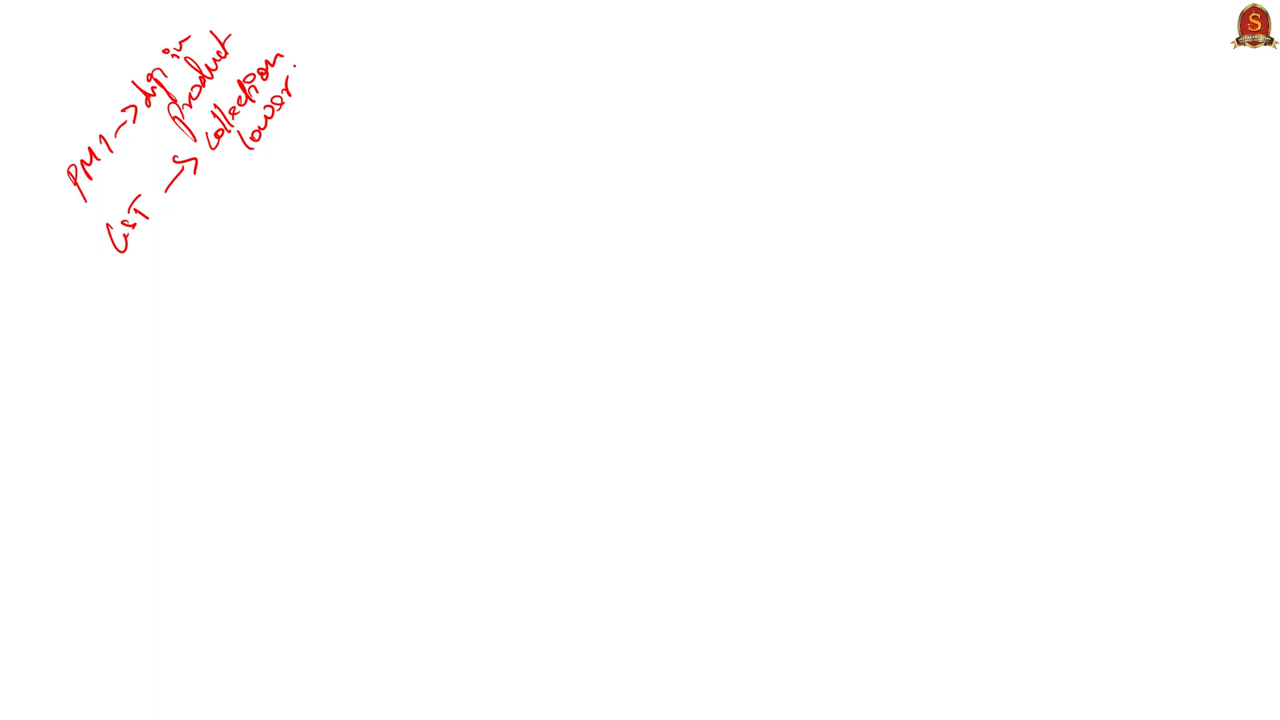 PMI → dip in
product
GST → collection
lower.
S